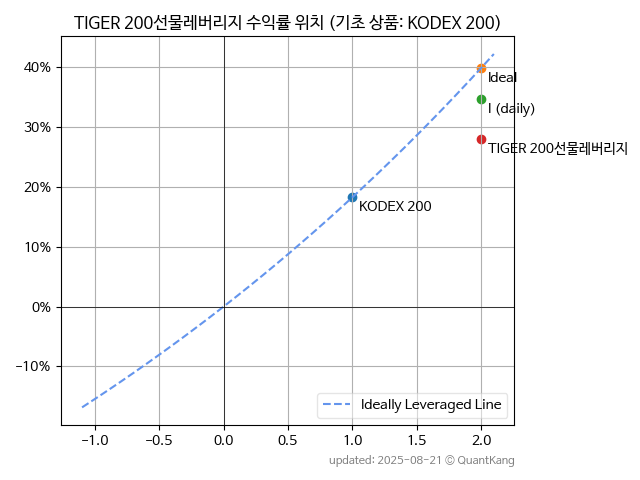 TIGER 200선물레버리지 수익률 위치 (기초 상품: KODEX 200)
40%
30%
20%
10%
0%
−10%
Ideal
I (daily)
TIGER 200선물레버리지
KODEX 200
Ideally Leveraged Line
−1.0 −0.5 0.0 0.5 1.0 1.5 2.0
updated: 2025-08-21 © QuantKang